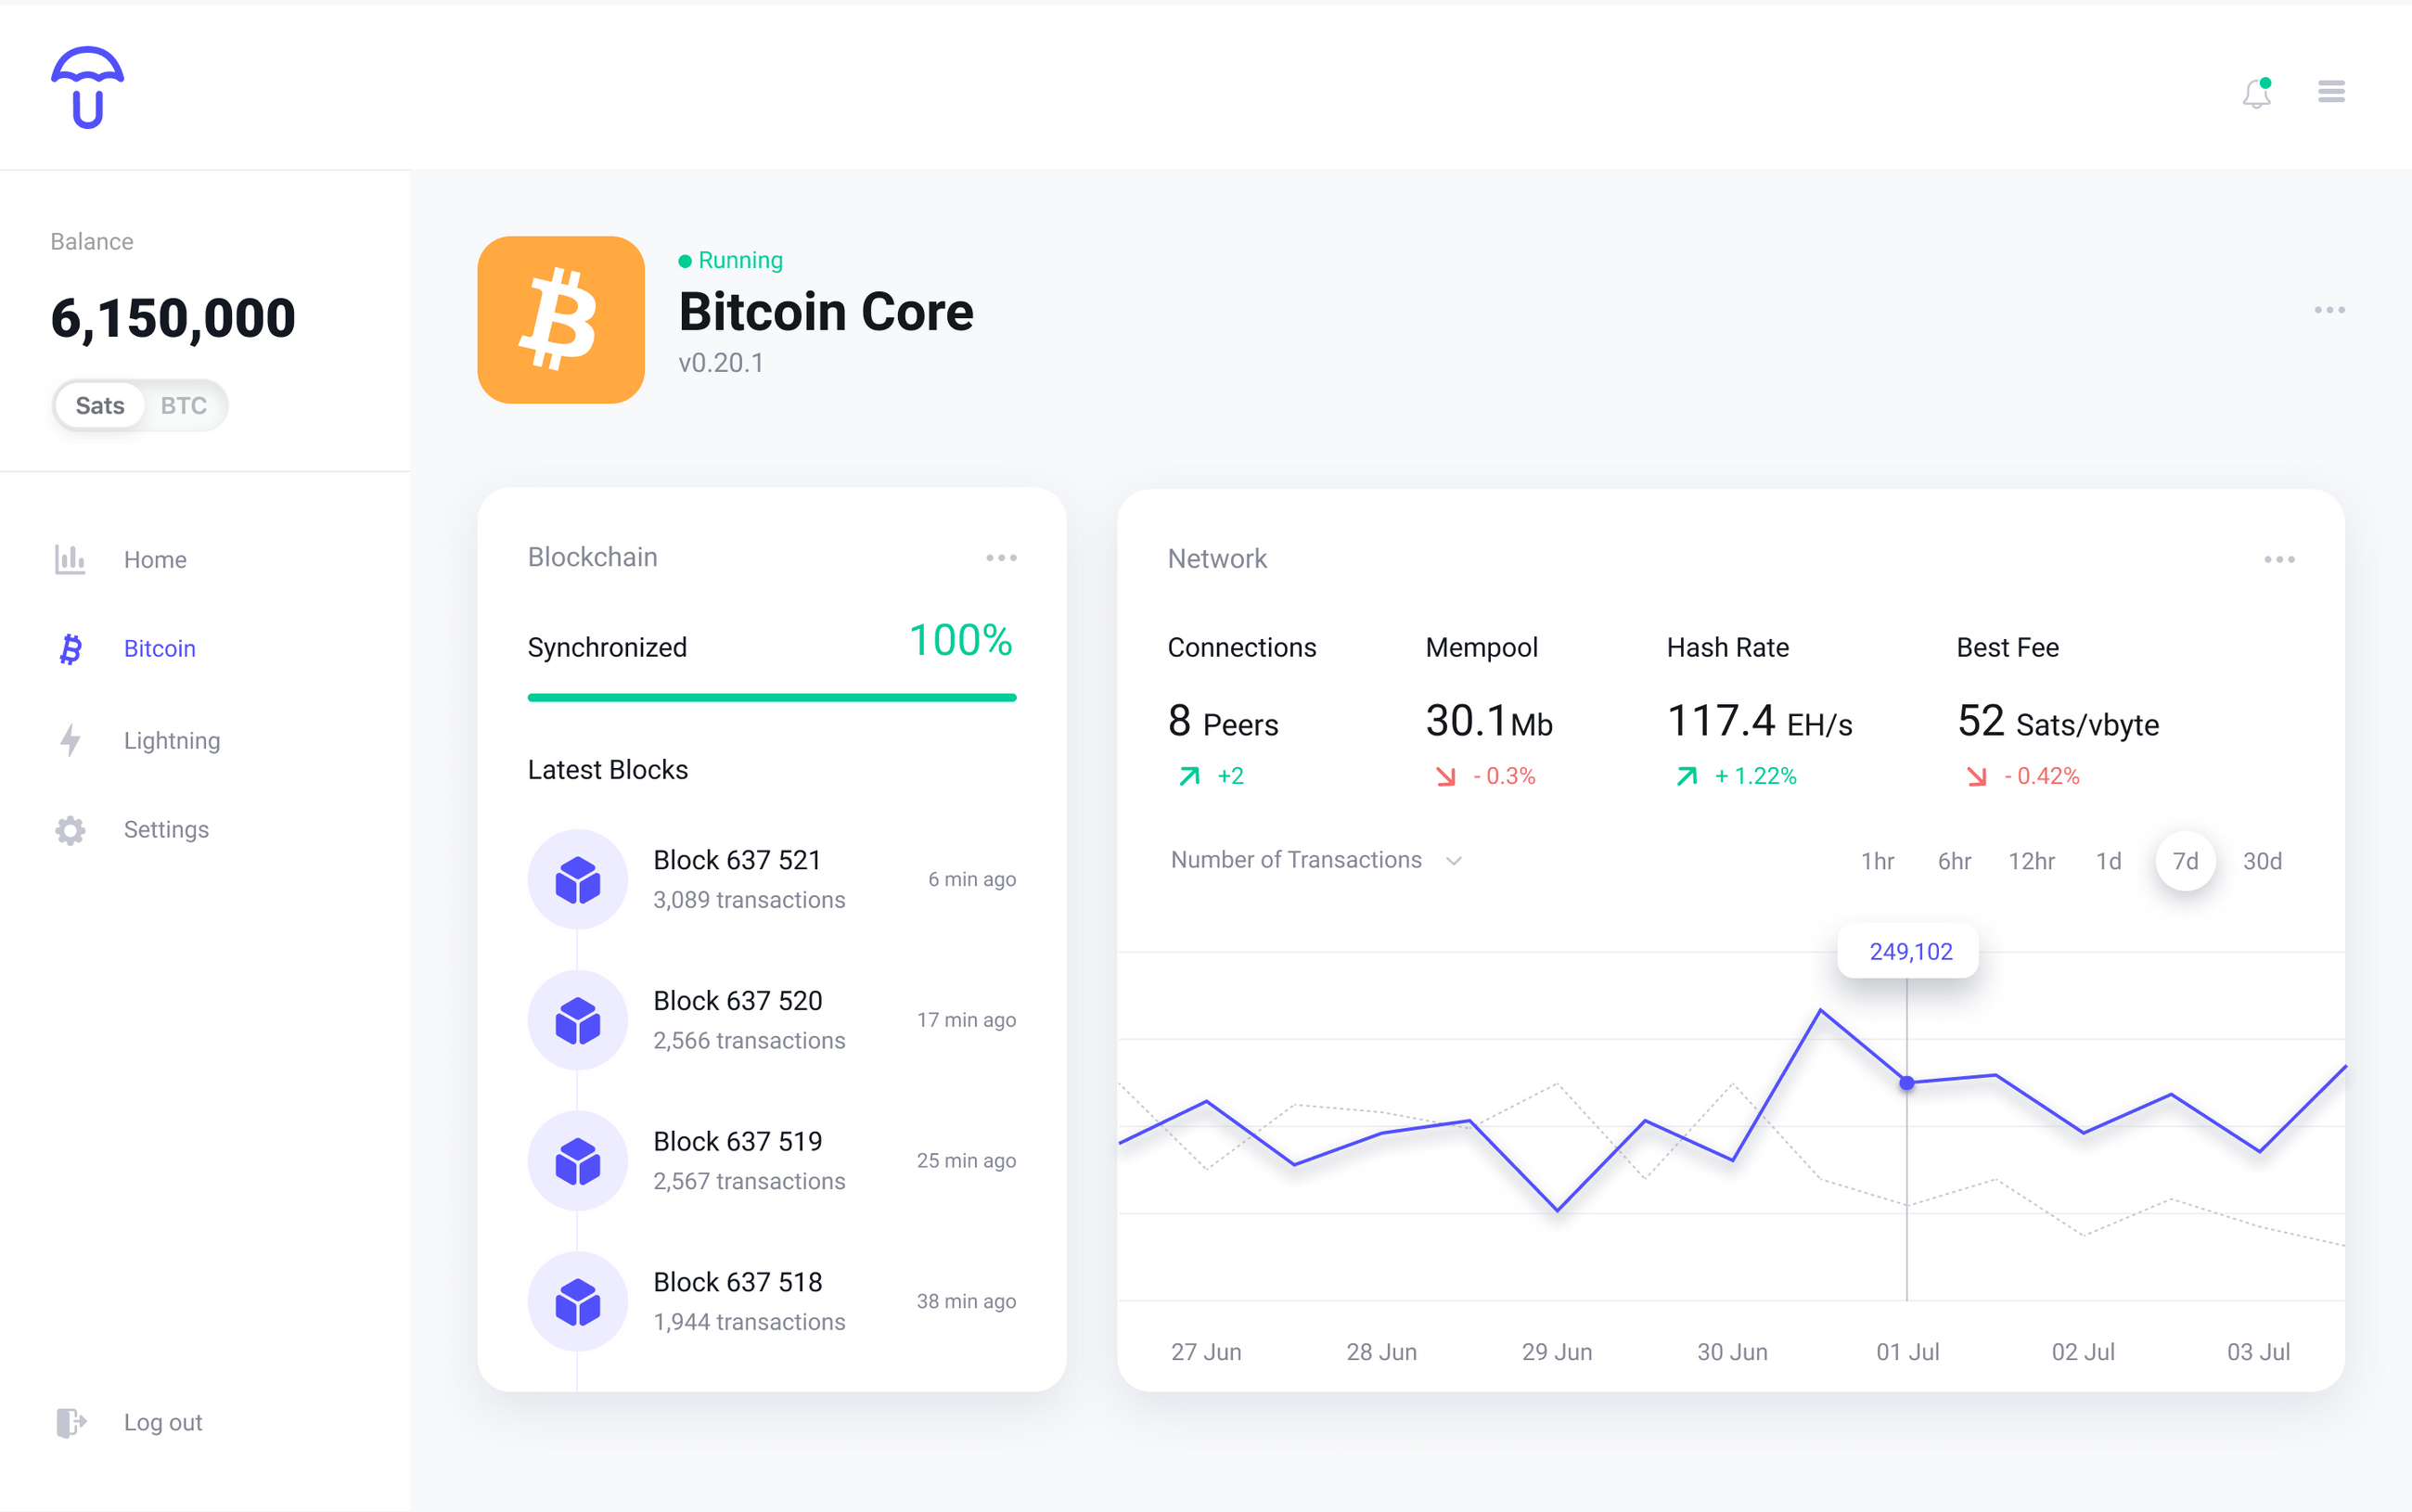 Balance
6,150,000
Sats BTC
Home
Bitcoin
Lightning
Settings
Log out
Running
Bitcoin Core
v0.20.1
Blockchain
Synchronized 100%
Latest Blocks
Block 637 521
3,089 transactions
6 min ago
Block 637 520
2,566 transactions
17 min ago
Block 637 519
2,567 transactions
25 min ago
Block 637 518
1,944 transactions
38 min ago
Network
Connections Mempool Hash Rate Best Fee
8 Peers 30.1Mb 117.4 EH/s 52 Sats/vbyte
+2 - 0.3% + 1.22% - 0.42%
Number of Transactions 1hr 6hr 12hr 1d 7d 30d
249,102
27 Jun 28 Jun 29 Jun 30 Jun 01 Jul 02 Jul 03 Jul